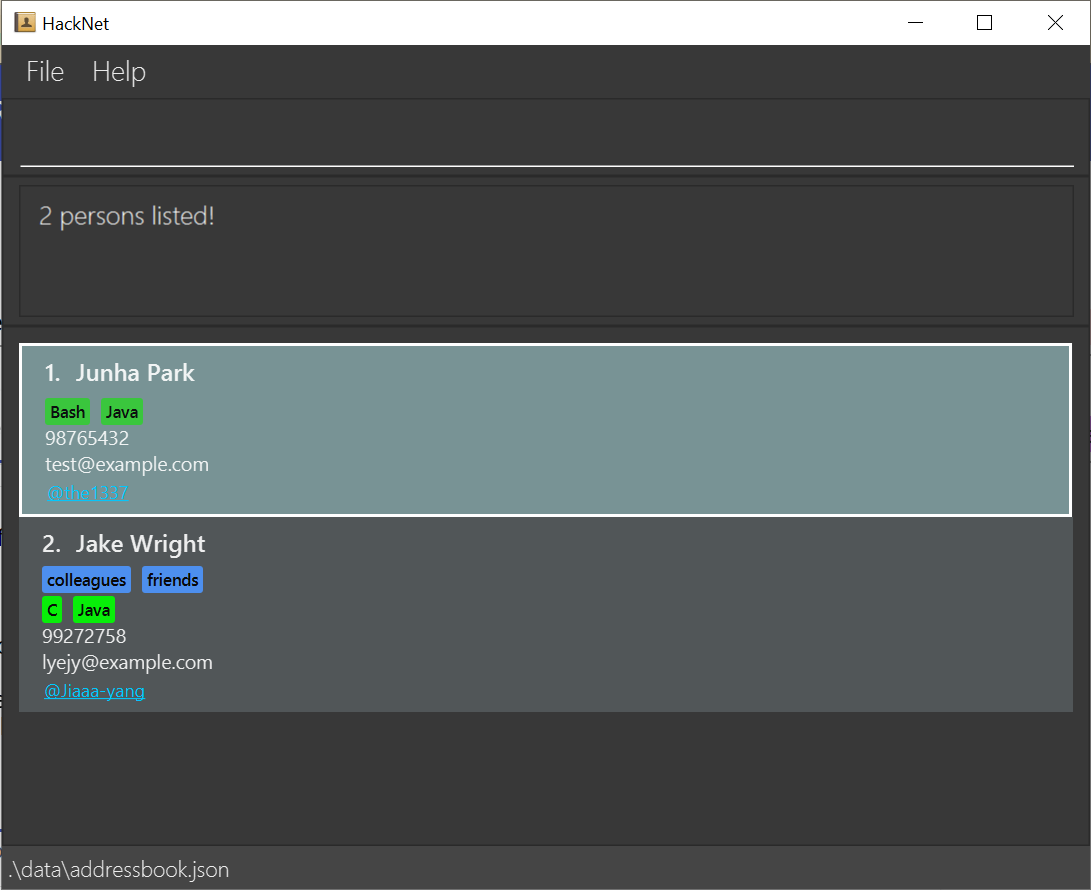 HackNet
File Help
2 persons listed!
1. Junha Park
Bash Java
98765432
test@example.com
@the1337
2. Jake Wright
colleagues friends
C Java
99272758
lyejy@example.com
@Jiaaa-yang
.\data\addressbook.json